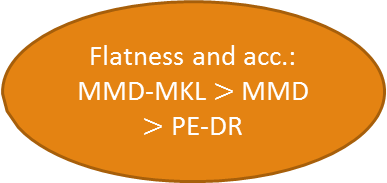 Flatness and acc.:
MMD-MKL > MMD
> PE-DR